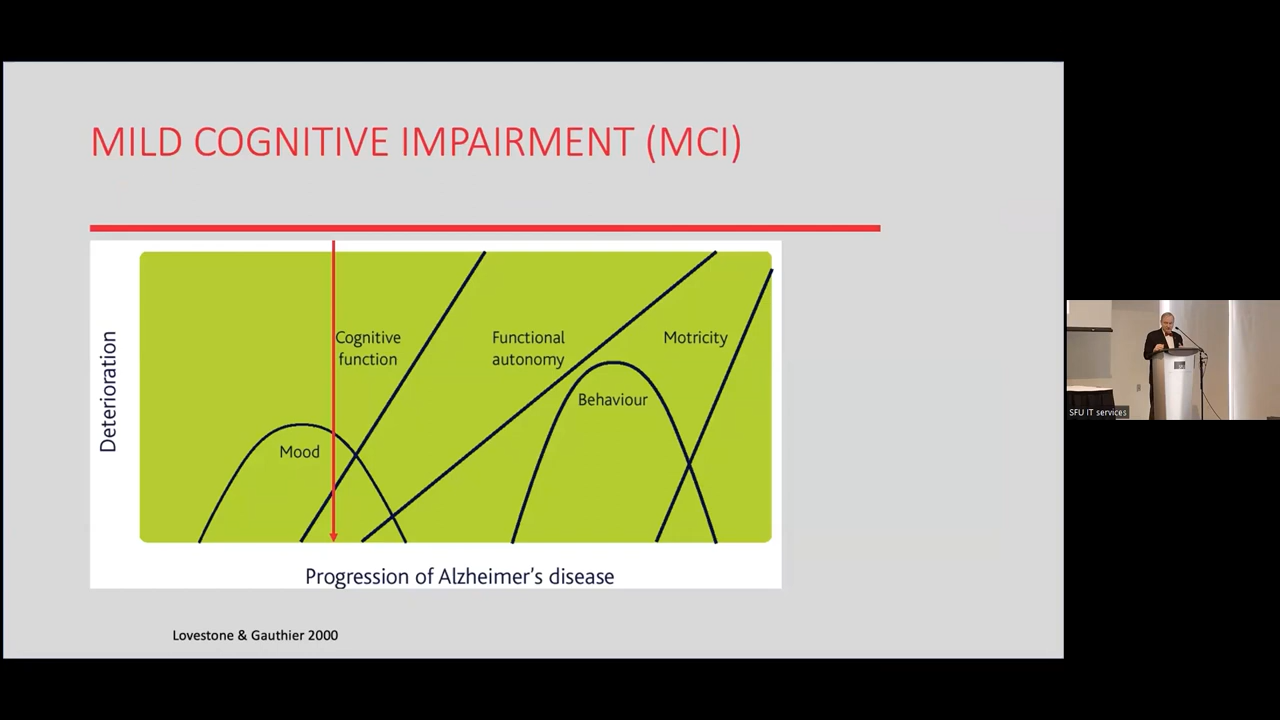 MILD COGNITIVE IMPAIRMENT (MCI)
Deterioration
Cognitive
function
Functional
autonomy
Motricity
Behaviour
Mood
Progression of Alzheimer's disease
Lovestone & Gauthier 2000
SFU IT services